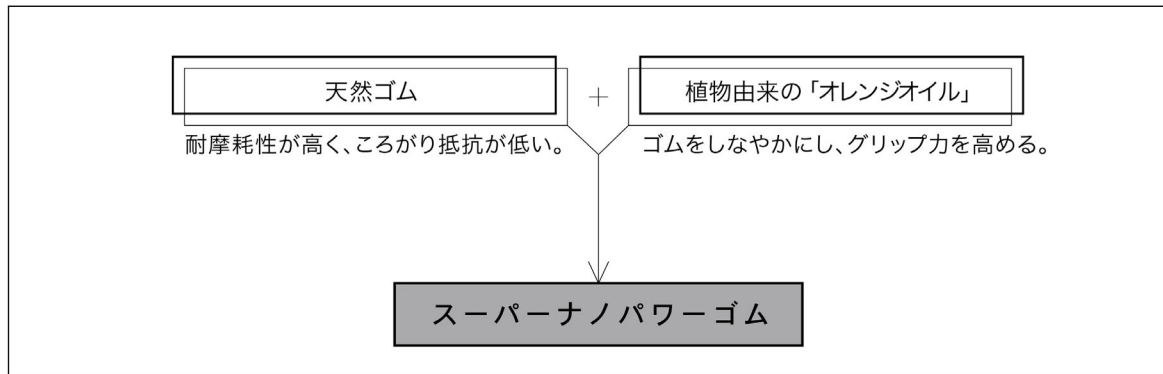 天然ゴム
+
植物由来の「オレンジオイル」
耐摩耗性が高く、ころがり抵抗が低い。
ゴムをしなやかにし、グリップ力を高める。
スーパーナノパワーゴム